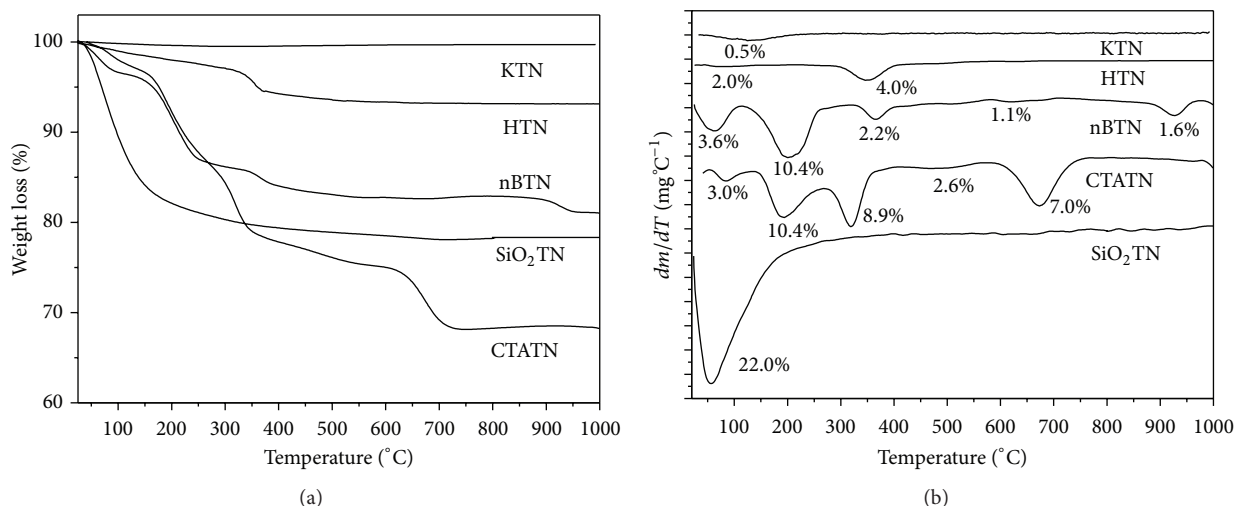 100
90
80
70
60
Weight loss (%)
KTN
HTN
nBTN
SiO₂TN
CTATN
100 200 300 400 500 600 700 800 900 1000
Temperature (°C)
(a)
dm/dT (mg°C⁻¹)
0.5%
KTN
2.0%
4.0%
HTN
3.6%
10.4%
2.2%
1.1%
nBTN
1.6%
3.0%
10.4%
8.9%
2.6%
7.0%
CTATN
SiO₂TN
22.0%
100 200 300 400 500 600 700 800 900 1000
Temperature (°C)
(b)